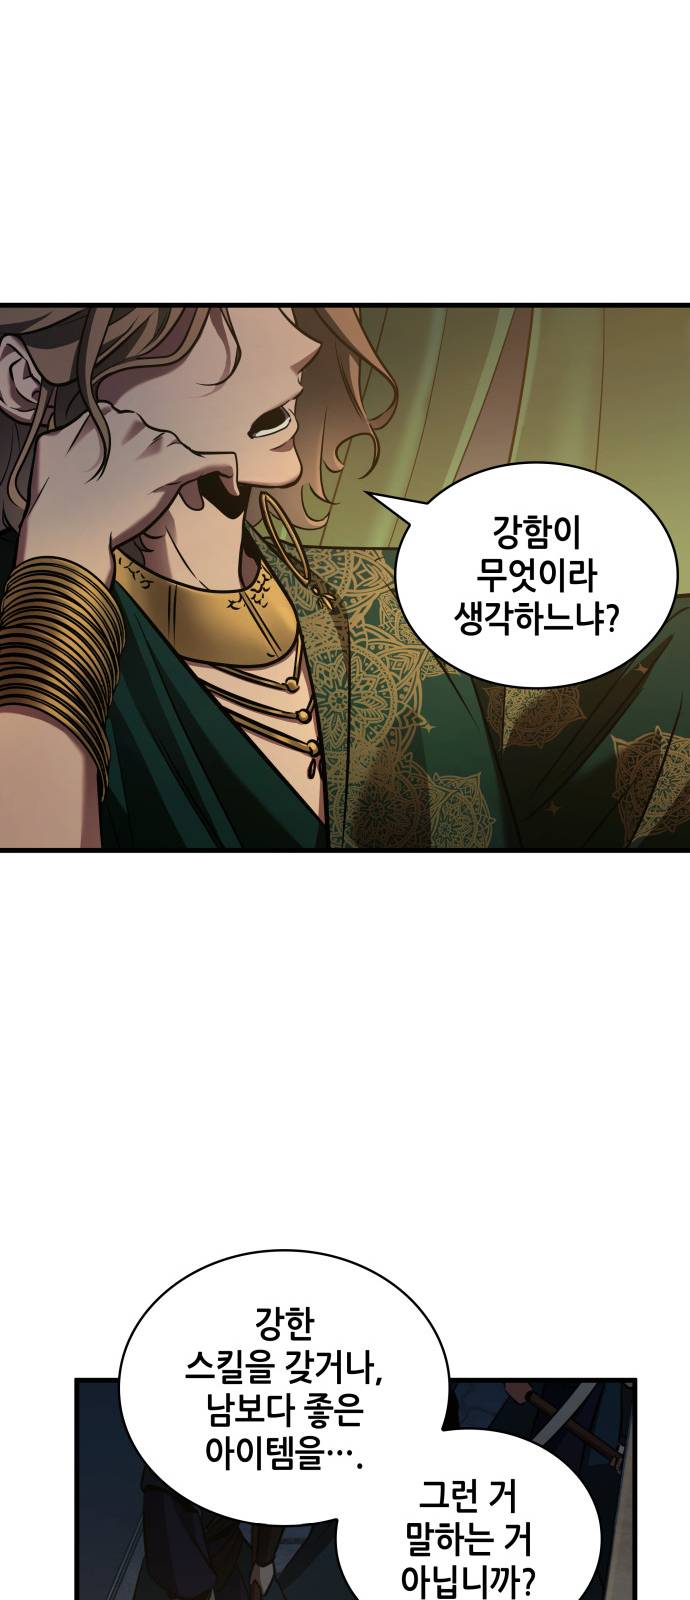 강함이
무엇이라
생각하느냐?
강한
스킬을 갖거나,
남보다 좋은
아이템을….
그런 거
말하는 거
아닙니까?